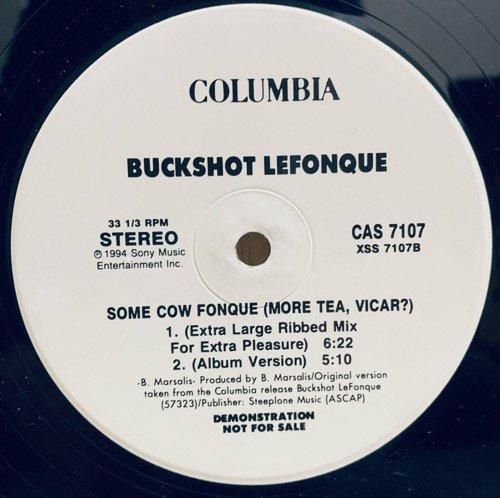 COLUMBIA
BUCKSHOT LEFONQUE
33 1/3 RPM
STEREO
℗ 1994 Sony Music
Entertainment Inc.
CAS 7107
XSS 7107B
SOME COW FONQUE (MORE TEA, VICAR?)
1. (Extra Large Ribbed Mix
For Extra Pleasure) 6:22
2. (Album Version) 5:10
-B. Marsalis- Produced by B. Marsalis/Original version
taken from the Columbia release Buckshot LeFonque
(57323)/Publisher: Steeplone Music (ASCAP)
DEMONSTRATION
NOT FOR SALE